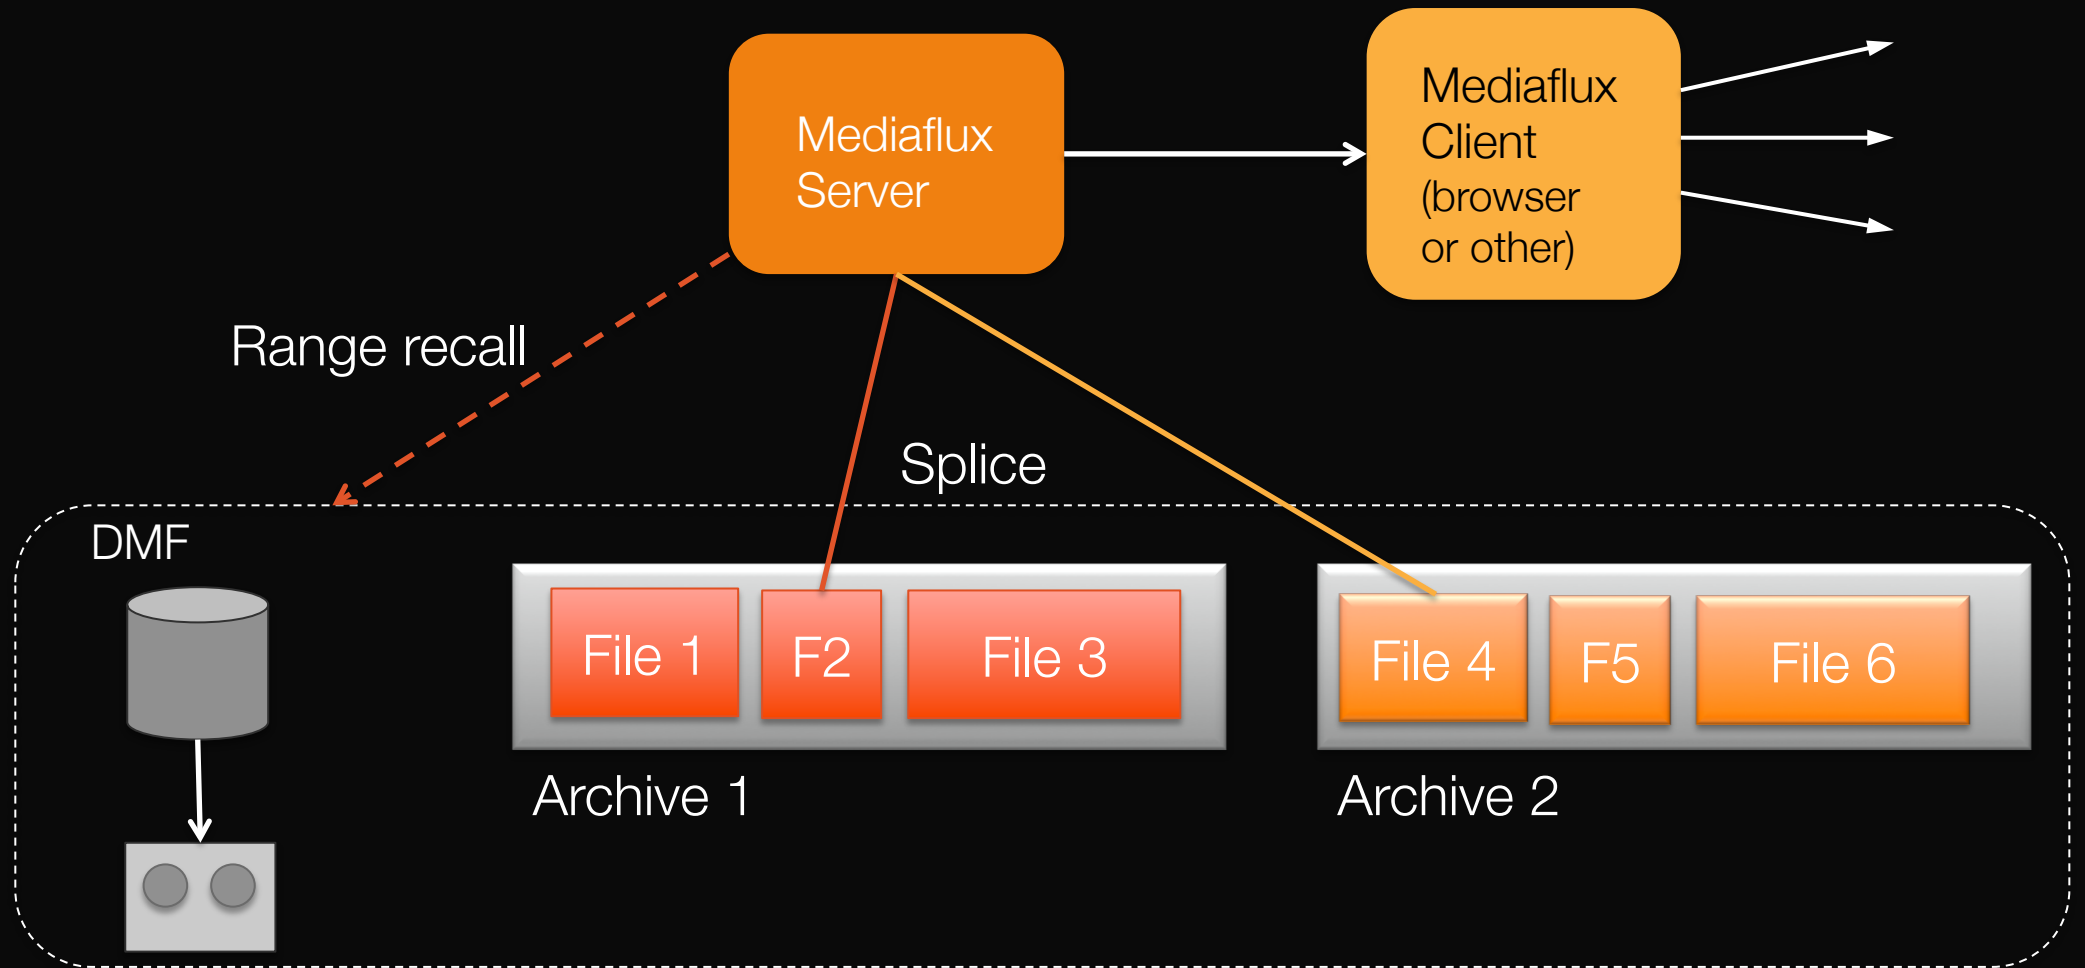 Mediaflux
Server
Mediaflux
Client
(browser
or other)
Range recall
Splice
DMF
File 1
F2
File 3
File 4
F5
File 6
Archive 1
Archive 2